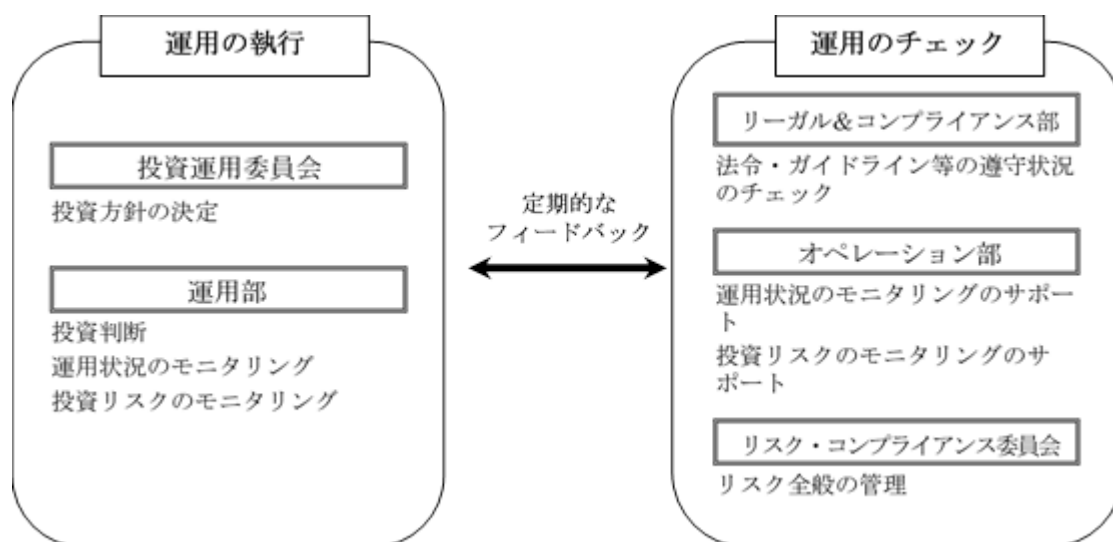 運用の執行
投資運用委員会
投資方針の決定
運用部
投資判断
運用状況のモニタリング
投資リスクのモニタリング
定期的な
フィードバック
運用のチェック
リーガル&コンプライアンス部
法令・ガイドライン等の遵守状況
のチェック
オペレーション部
運用状況のモニタリングのサポー
ト
投資リスクのモニタリングのサ
ポート
リスク・コンプライアンス委員会
リスク全般の管理